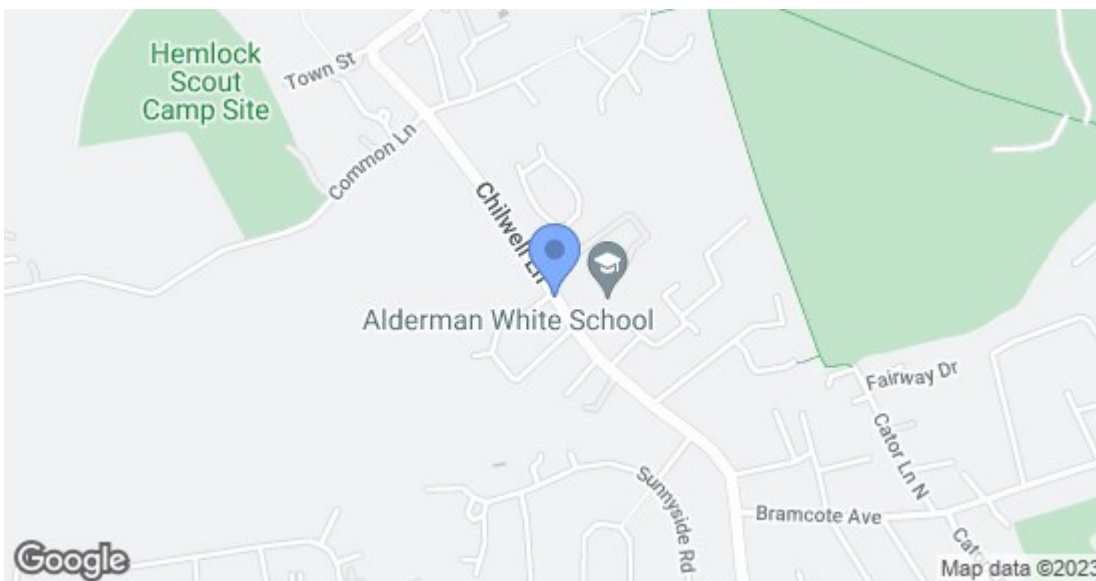 Hemlock
Scout
Camp Site
Town St
Common Ln
Chilwell Ln
Alderman White School
Fairway Dr
Cator Ln N
Sunnyside Rd
Bramcote Ave
Google
Map data ©2023